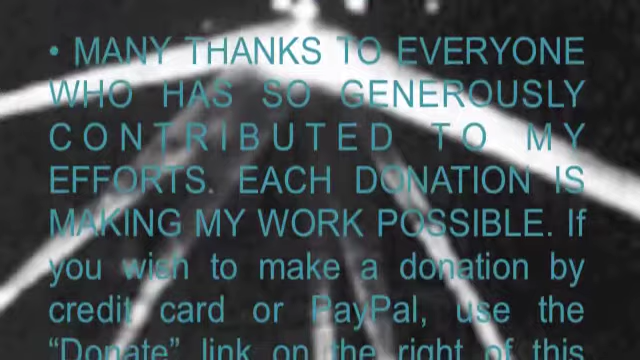 • MANY THANKS TO EVERYONE
WHO HAS SO GENEROUSLY
CONTRIBUTED TO MY
EFFORTS. EACH DONATION IS
MAKING MY WORK POSSIBLE. If
you wish to make a donation by
credit card or PayPal, use the
“Donate” link on the right of this